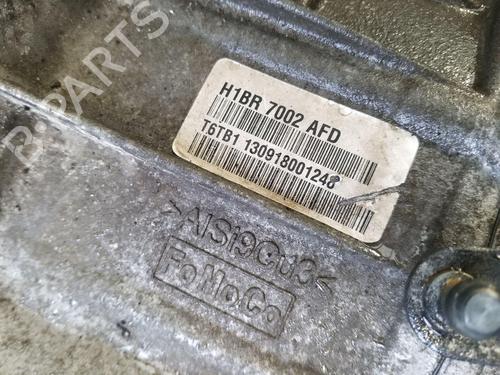 B-PARTS
H1BR 7002 AFD
T6TB1 130918001248
>AlSi9Cu3<
FoMoCo